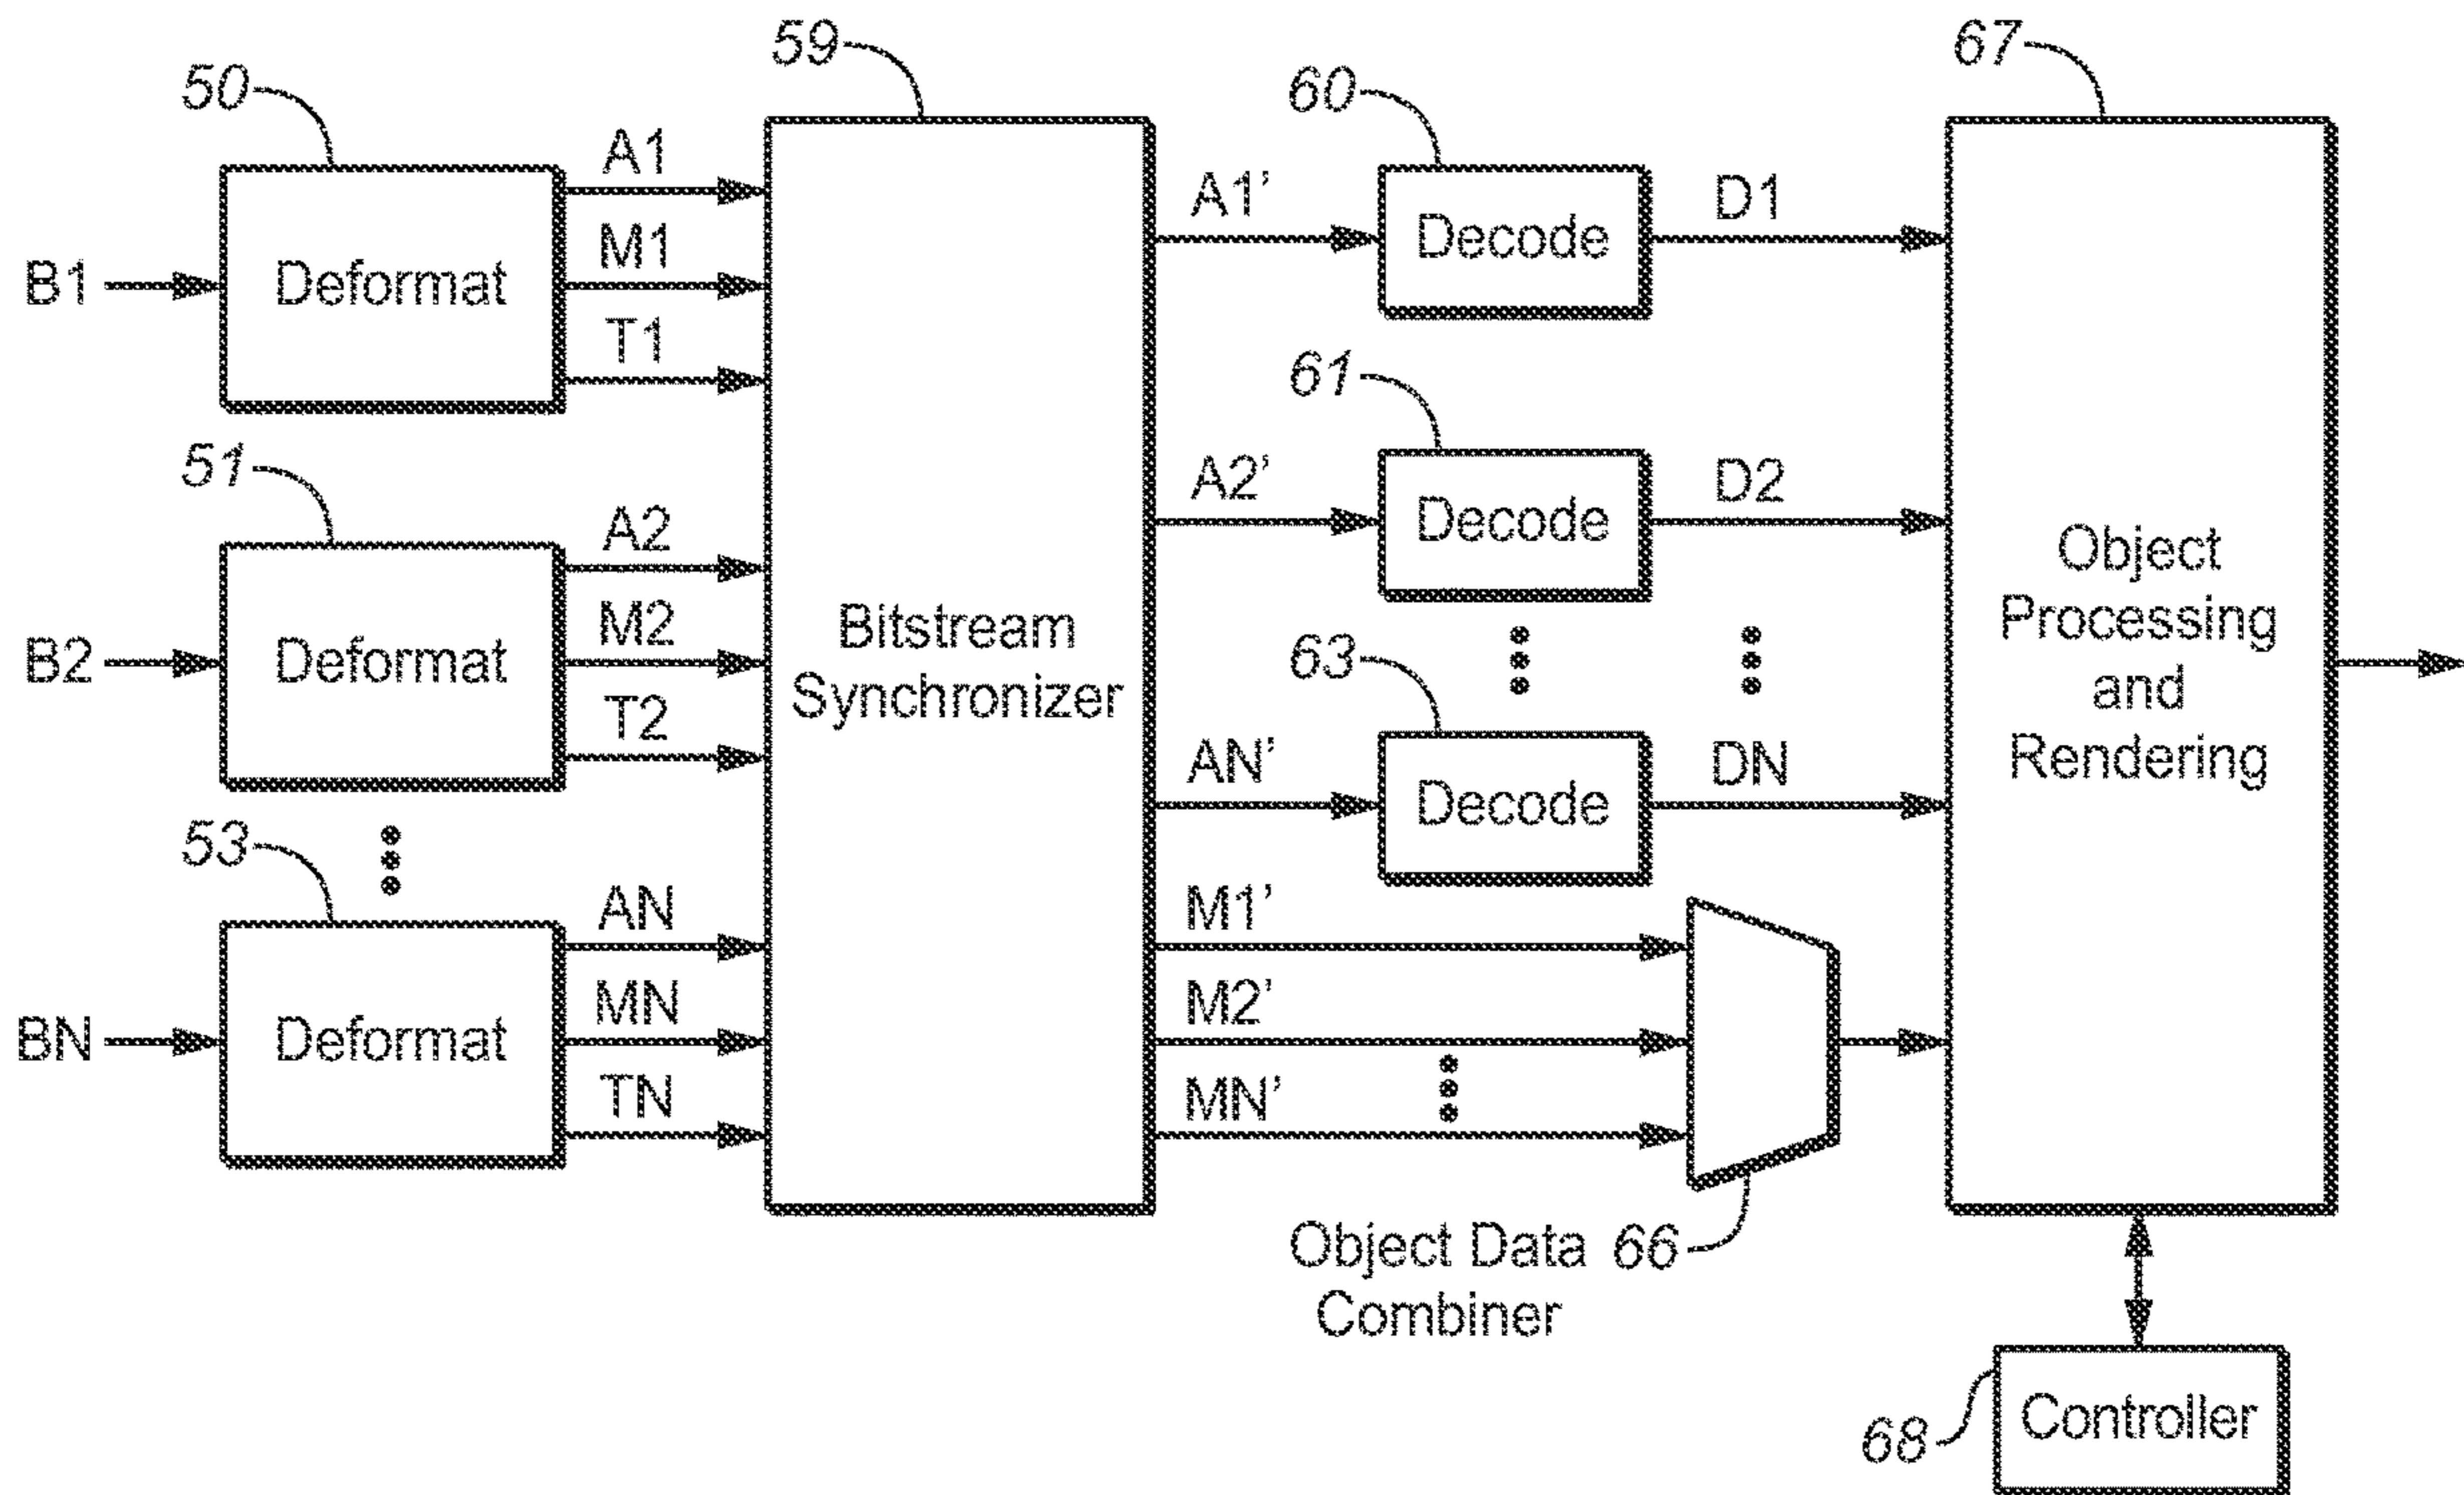 59
67
50
60
A1
A1’
D1
Decode
M1
B1
Deformat
T1
61
51
A2
A2’
D2
Decode
Object
Processing
and
Rendering
M2
Bitstream
Synchronizer
63
B2
Deformat
T2
AN’
DN
Decode
53
AN
M1’
MN
M2’
BN
Deformat
TN
MN’
Object Data 66
Combiner
68
Controller